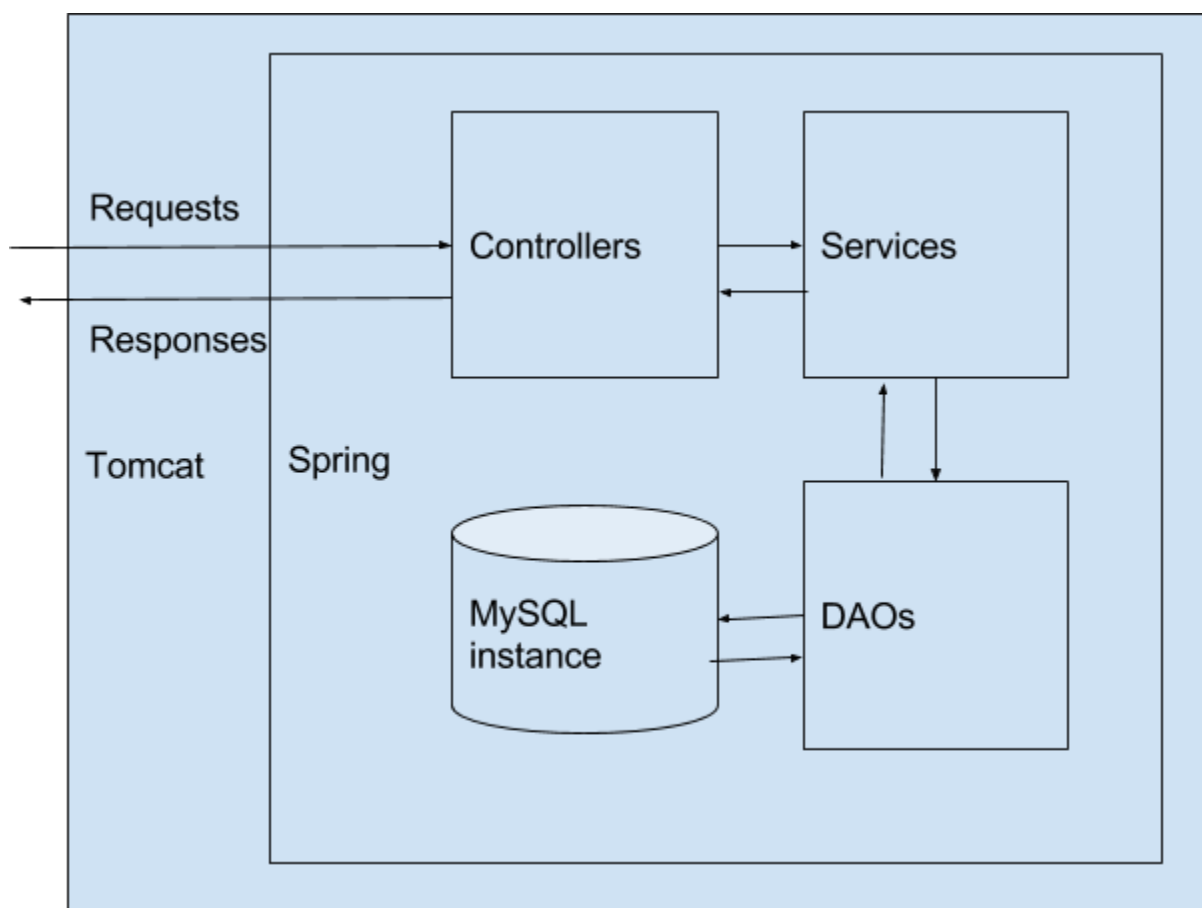 Requests
Controllers
Services
Responses
Tomcat
Spring
MySQL
instance
DAOs